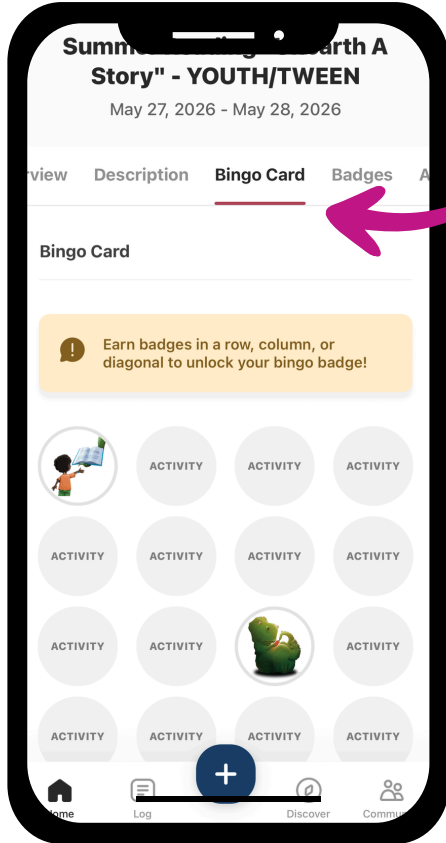 Story" - YOUTH/TWEEN
May 27, 2026 - May 28, 2026
Description Bingo Card Badges A
Bingo Card
Earn badges in a row, column, or
diagonal to unlock your bingo badge!
ACTIVITY ACTIVITY ACTIVITY
ACTIVITY ACTIVITY ACTIVITY ACTIVITY
ACTIVITY ACTIVITY ACTIVITY
ACTIVITY ACTIVITY ACTIVITY ACTIVITY
Log Discover